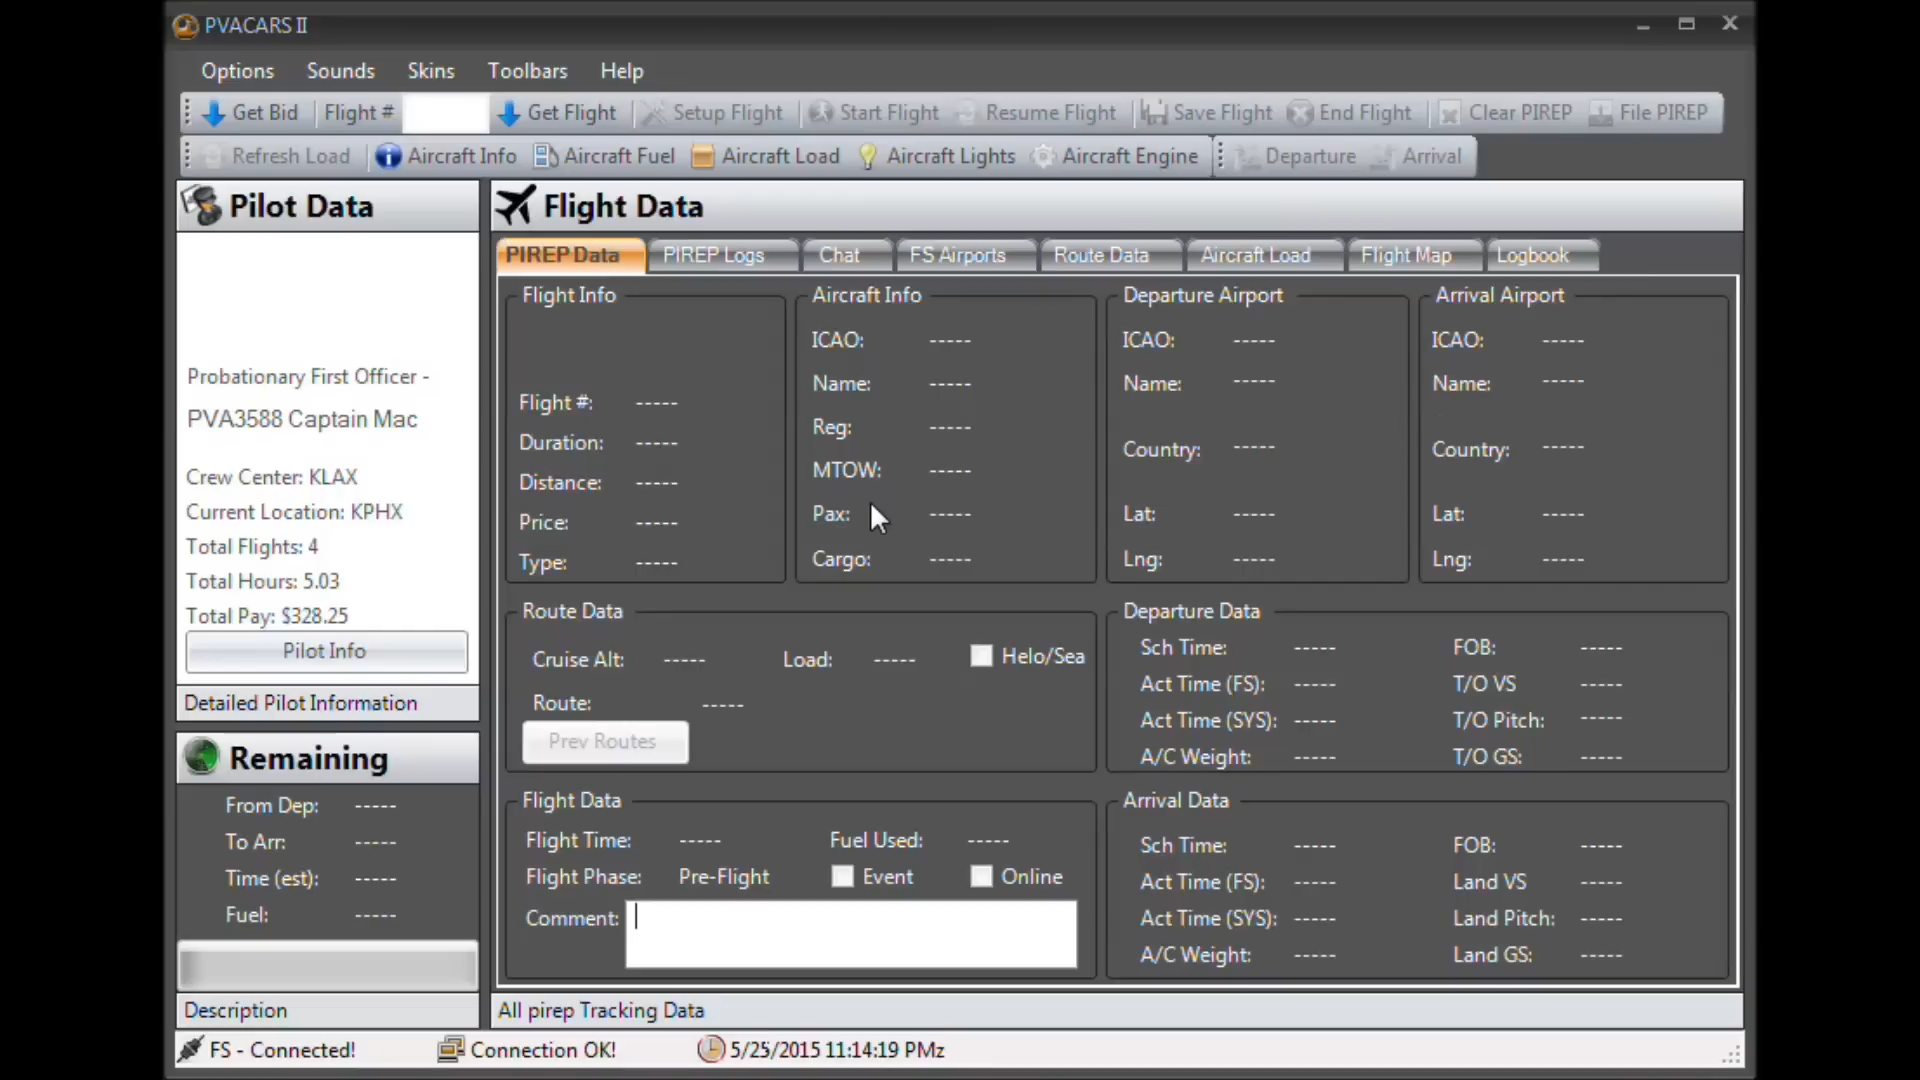 PVACARS II
Options Sounds Skins Toolbars Help
Get Bid Flight # Get Flight Setup Flight Start Flight Resume Flight Save Flight End Flight Clear PIREP File PIREP
Refresh Load Aircraft Info Aircraft Fuel Aircraft Load Aircraft Lights Aircraft Engine Departure Arrival
Pilot Data
Probationary First Officer -
PVA3588 Captain Mac
Crew Center: KLAX
Current Location: KPHX
Total Flights: 4
Total Hours: 5.03
Total Pay: $328.25
Pilot Info
Detailed Pilot Information
Remaining
From Dep: -----
To Arr: -----
Time (est): -----
Fuel: -----
Description
Flight Data
PIREP Data PIREP Logs Chat FS Airports Route Data Aircraft Load Flight Map Logbook
Flight Info
Flight #: -----
Duration: -----
Distance: -----
Price: -----
Type: -----
Aircraft Info
ICAO: -----
Name: -----
Reg: -----
MTOW: -----
Pax: -----
Cargo: -----
Departure Airport
ICAO: -----
Name: -----
Country: -----
Lat: -----
Lng: -----
Arrival Airport
ICAO: -----
Name: -----
Country: -----
Lat: -----
Lng: -----
Route Data
Cruise Alt: ----- Load: ----- Helo/Sea
Route: -----
Prev Routes
Departure Data
Sch Time: ----- FOB: -----
Act Time (FS): ----- T/O VS -----
Act Time (SYS): ----- T/O Pitch: -----
A/C Weight: ----- T/O GS: -----
Flight Data
Flight Time: ----- Fuel Used: -----
Flight Phase: Pre-Flight Event Online
Comment:
Arrival Data
Sch Time: ----- FOB: -----
Act Time (FS): ----- Land VS -----
Act Time (SYS): ----- Land Pitch: -----
A/C Weight: ----- Land GS: -----
All pirep Tracking Data
FS - Connected! Connection OK! 5/25/2015 11:14:19 PMz